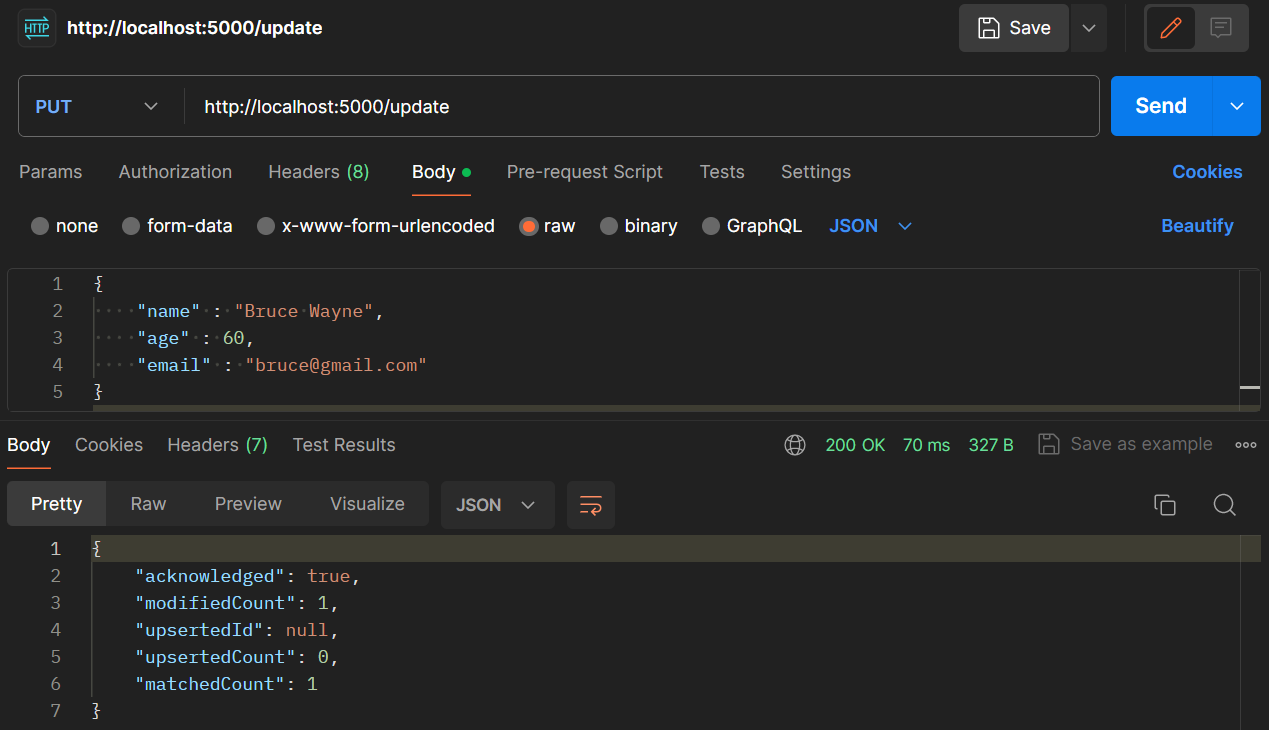 HTTP http://localhost:5000/update Save
PUT http://localhost:5000/update Send
Params Authorization Headers (8) Body Pre-request Script Tests Settings Cookies
none form-data x-www-form-urlencoded raw binary GraphQL JSON Beautify
1 {
2 "name" : "Bruce Wayne",
3 "age" : 60,
4 "email" : "bruce@gmail.com"
5 }
Body Cookies Headers (7) Test Results 200 OK 70 ms 327 B Save as example
Pretty Raw Preview Visualize JSON
1 {
2 "acknowledged": true,
3 "modifiedCount": 1,
4 "upsertedId": null,
5 "upsertedCount": 0,
6 "matchedCount": 1
7 }